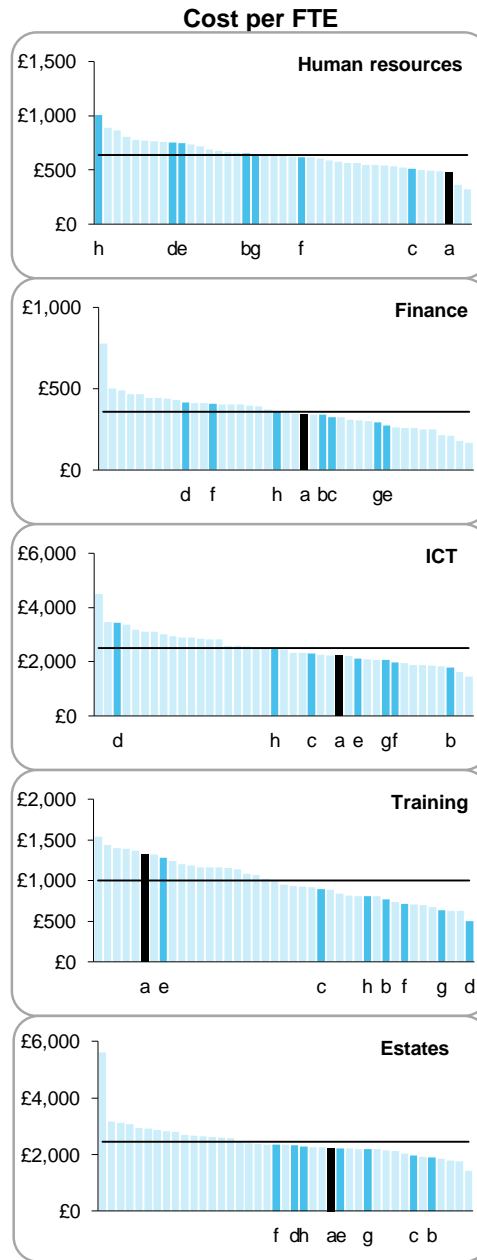 Cost per FTE
Human resources
£1,500
£1,000
£500
£0
h de bg f c a
Finance
£1,000
£500
£0
d f h a bc ge
ICT
£6,000
£4,000
£2,000
£0
d h c a e gf b
Training
£2,000
£1,500
£1,000
£500
£0
a e c h b f g d
Estates
£6,000
£4,000
£2,000
£0
f dh ae g c b